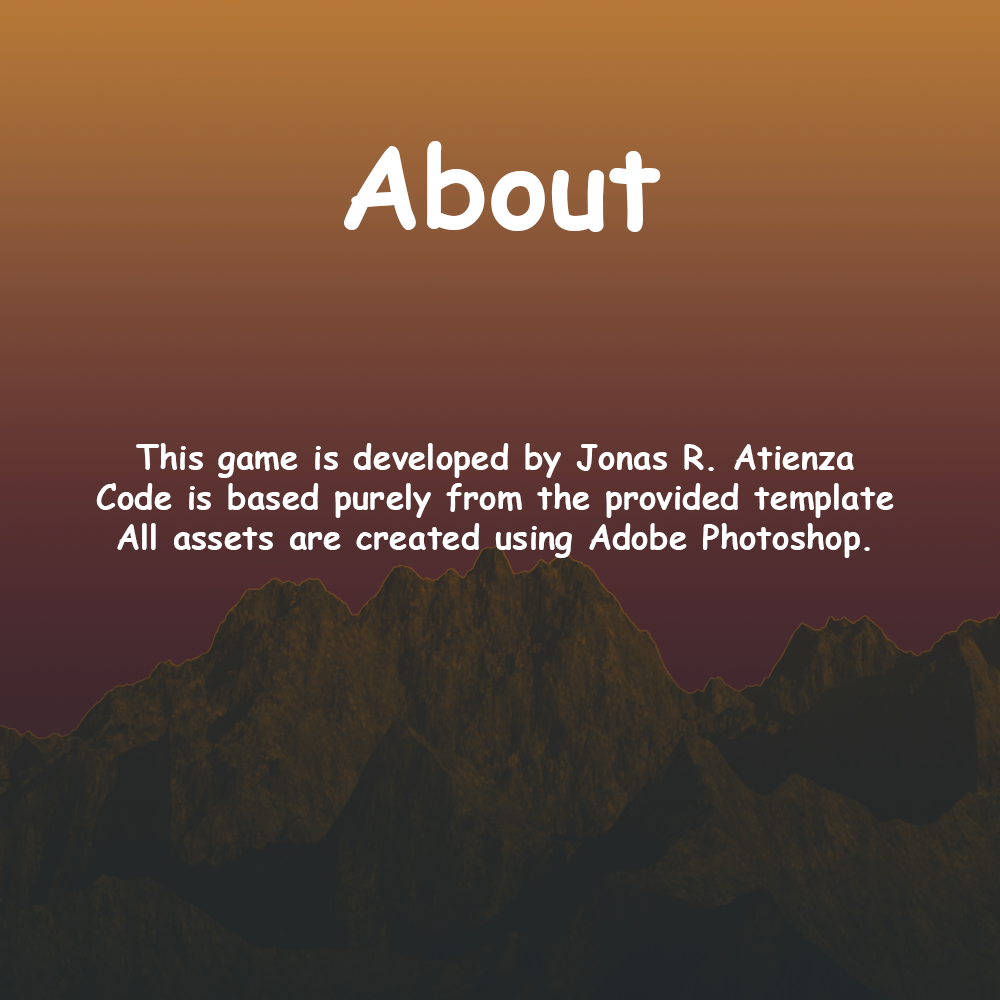 About
This game is developed by Jonas R. Atienza
Code is based purely from the provided template
All assets are created using Adobe Photoshop.